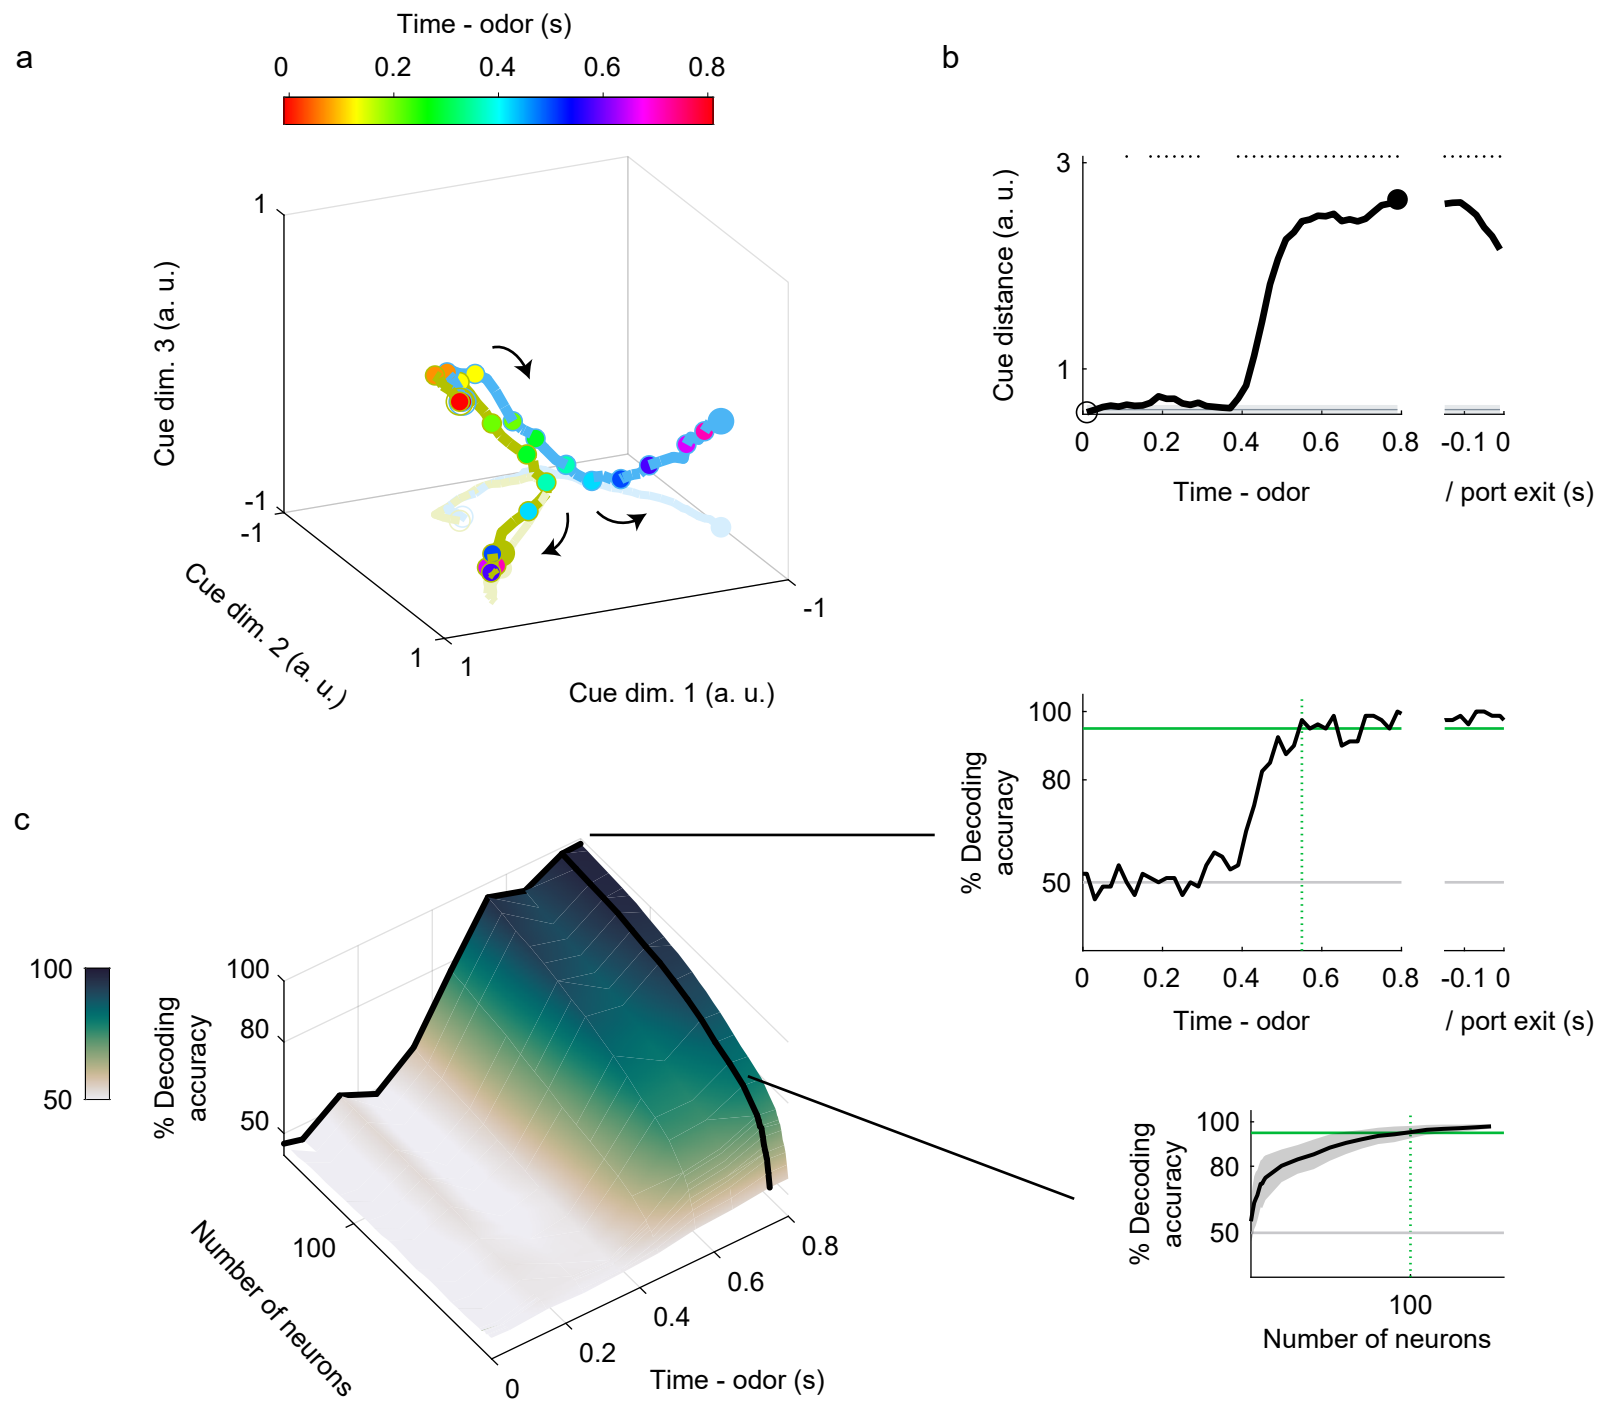 a
Time - odor (s)
0 0.2 0.4 0.6 0.8
1
Cue dim. 3 (a. u.)
-1
-1
Cue dim. 2 (a. u.)
1
1
-1
Cue dim. 1 (a. u.)
b
3
Cue distance (a. u.)
1
0 0.2 0.4 0.6 0.8 -0.1 0
Time - odor / port exit (s)
c
100
50
% Decoding
accuracy
100
80
50
100
Number of neurons
0
0.2
0.4
0.6
0.8
Time - odor (s)
% Decoding
accuracy
100
80
50
0 0.2 0.4 0.6 0.8 -0.1 0
Time - odor / port exit (s)
% Decoding
accuracy
100
80
50
100
Number of neurons